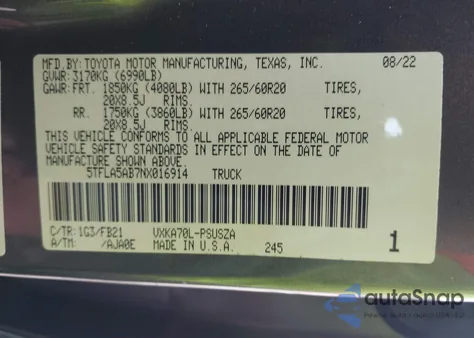 MFD.BY:TOYOTA MOTOR MANUFACTURING, TEXAS, INC. 08/22
GVWR:3170KG (6990LB)
GAWR:FRT. 1850KG (4080LB) WITH 265/60R20 TIRES,
20X8.5J RIMS.
RR. 1750KG (3860LB) WITH 265/60R20 TIRES,
20X8.5J RIMS.
THIS VEHICLE CONFORMS TO ALL APPLICABLE FEDERAL MOTOR
VEHICLE SAFETY STANDARDS IN EFFECT ON THE DATE OF
MANUFACTURE SHOWN ABOVE.
5TFLA5AB7NX016914 TRUCK
C/TR:1G3/FB21 VXKA70L-PSUSZA
A/TM: /AJA0E MADE IN U.S.A. 245 1
autoSnap